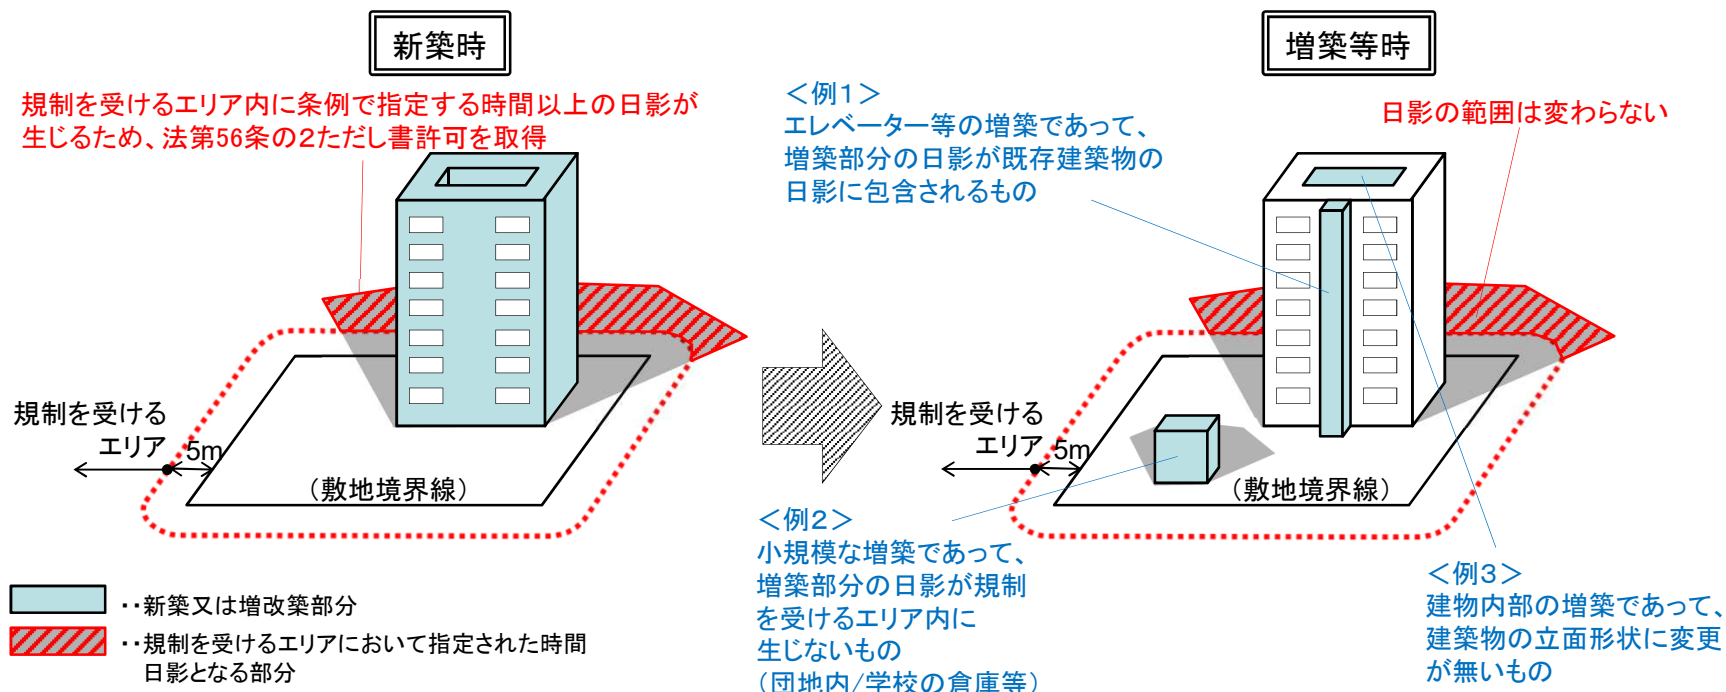 新築時
規制を受けるエリア内に条例で指定する時間以上の日影が
生じるため、法第56条の2ただし書許可を取得
規制を受ける
エリア
5m
(敷地境界線)
‥新築又は増改築部分
‥規制を受けるエリアにおいて指定された時間
日影となる部分
増築等時
<例1>
エレベーター等の増築であって、
増築部分の日影が既存建築物の
日影に包含されるもの
日影の範囲は変わらない
規制を受ける
エリア
5m
(敷地境界線)
<例2>
小規模な増築であって、
増築部分の日影が規制
を受けるエリア内に
生じないもの
(団地内/学校の倉庫等)
<例3>
建物内部の増築であって、
建築物の立面形状に変更
が無いもの